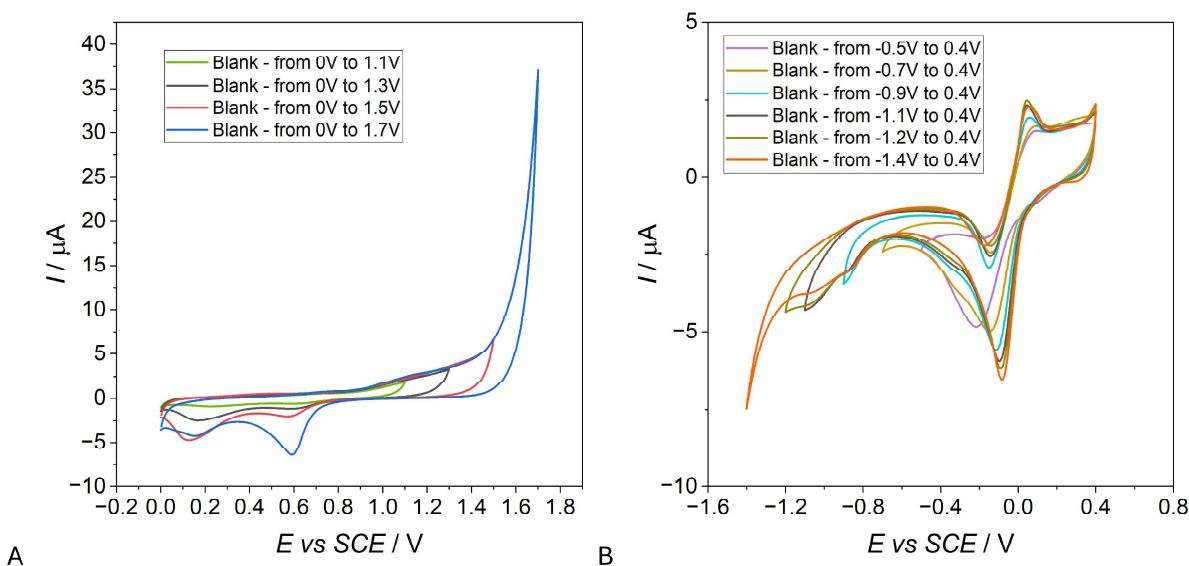 40
35
30
25
20
15
10
5
0
−5
−10
I / µA
Blank - from 0V to 1.1V
Blank - from 0V to 1.3V
Blank - from 0V to 1.5V
Blank - from 0V to 1.7V
−0.2 0.0 0.2 0.4 0.6 0.8 1.0 1.2 1.4 1.6 1.8
E vs SCE / V
A
5
0
−5
−10
I / µA
Blank - from -0.5V to 0.4V
Blank - from -0.7V to 0.4V
Blank - from -0.9V to 0.4V
Blank - from -1.1V to 0.4V
Blank - from -1.2V to 0.4V
Blank - from -1.4V to 0.4V
−1.6 −1.2 −0.8 −0.4 0.0 0.4 0.8
E vs SCE / V
B